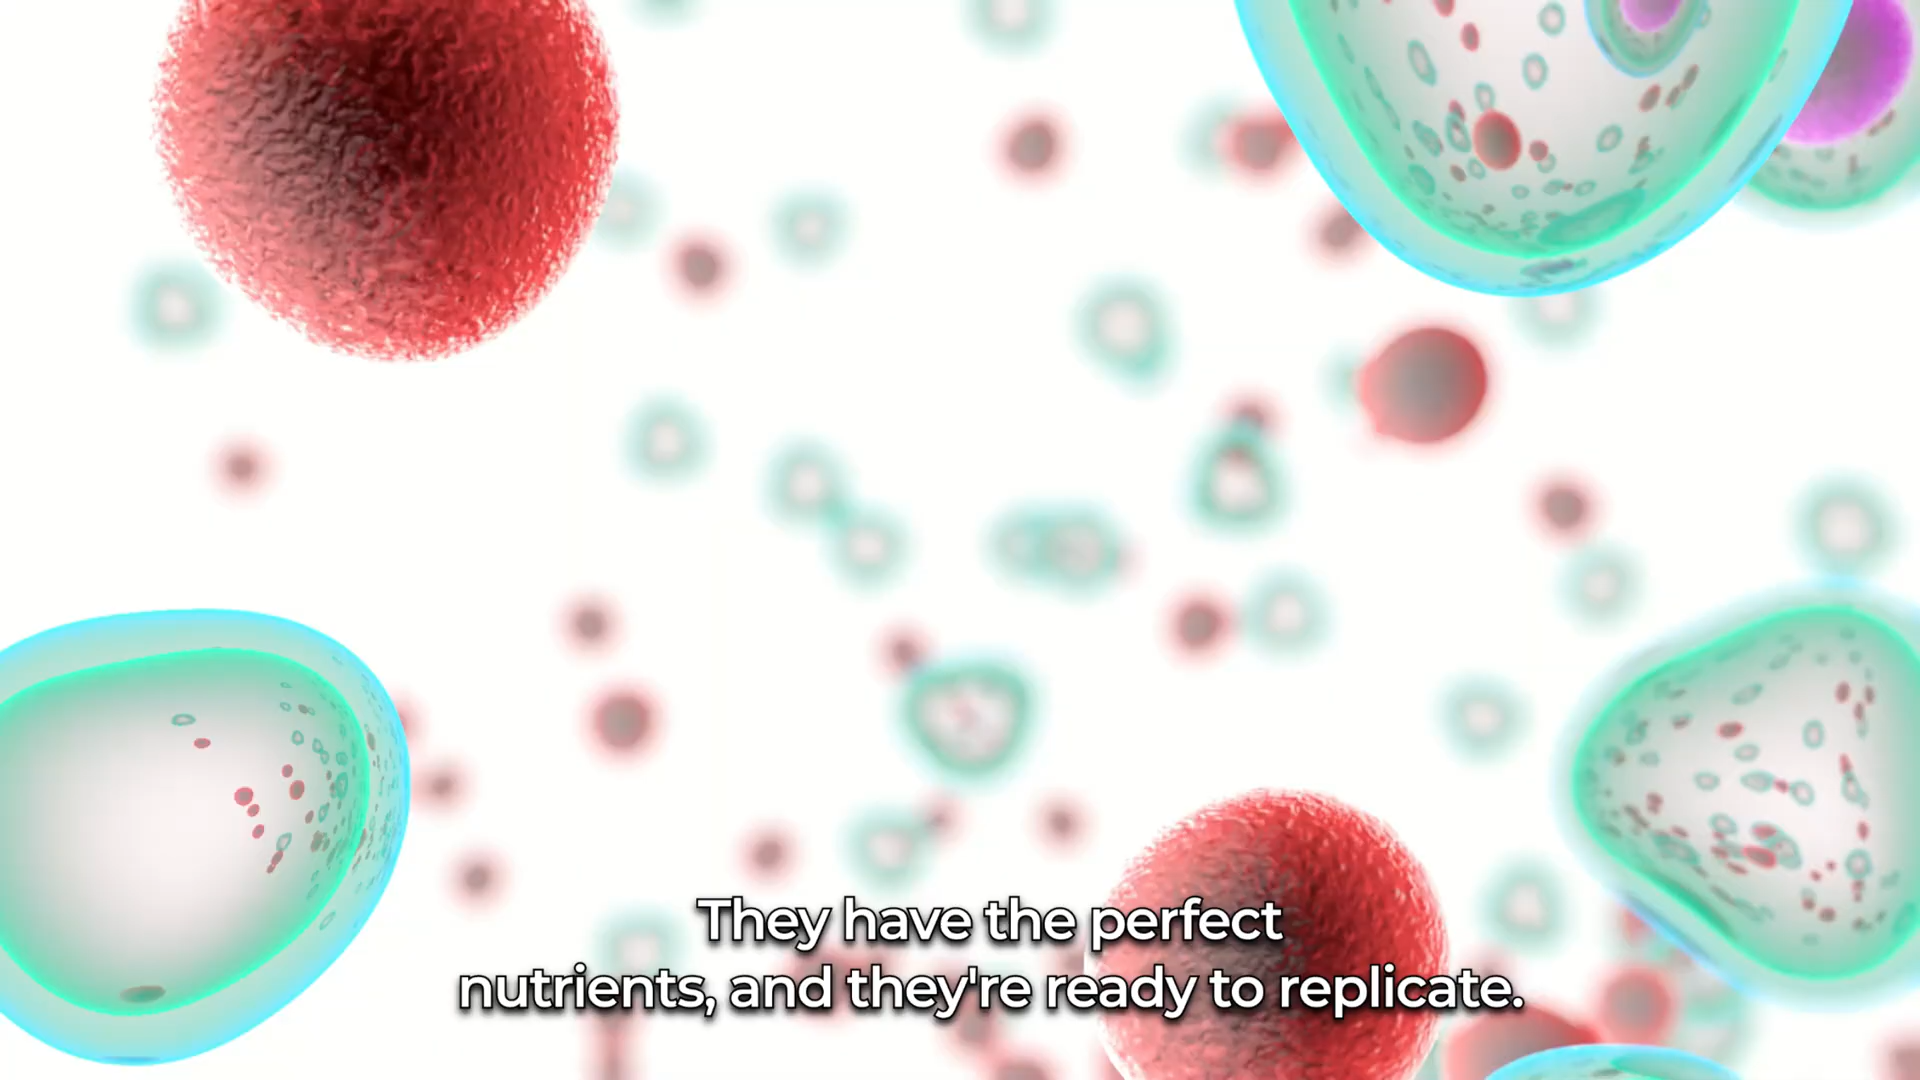 They have the perfect
nutrients, and they're ready to replicate.